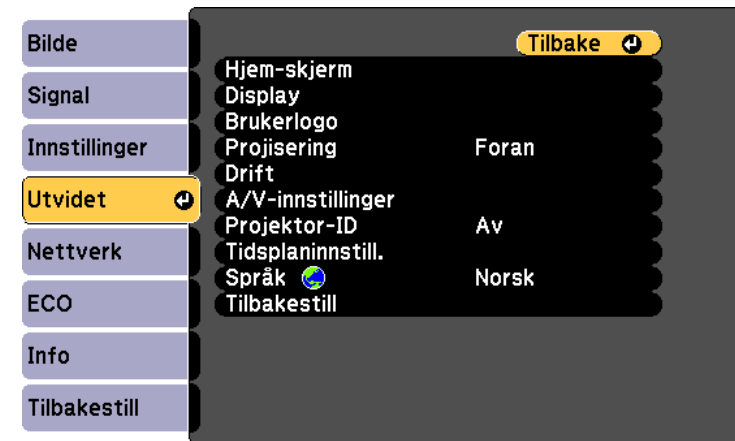 Bilde
Signal
Innstillinger
Utvidet
Nettverk
ECO
Info
Tilbakestill
Tilbake
Hjem-skjerm
Display
Brukerlogo
Projisering Foran
Drift
A/V-innstillinger
Projektor-ID Av
Tidsplaninnstill.
Språk Norsk
Tilbakestill